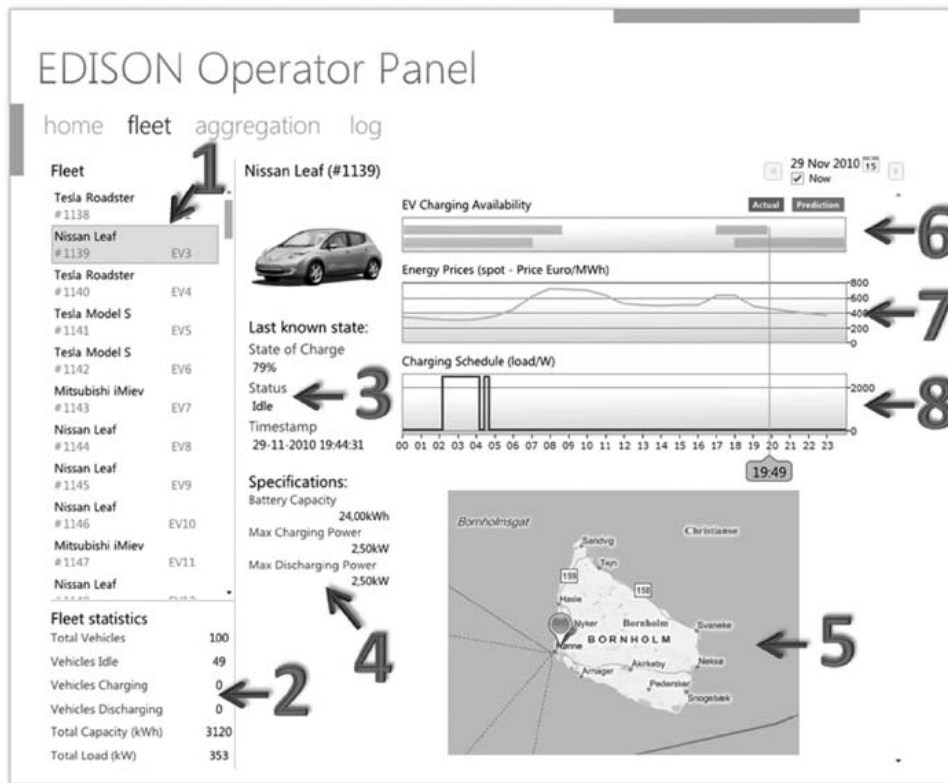 EDISON Operator Panel
home fleet aggregation log
Fleet
Tesla Roadster
#1138
Nissan Leaf
#1139 EV3
Tesla Roadster
#1140 EV4
Tesla Model S
#1141 EV5
Tesla Model S
#1142 EV6
Mitsubishi iMiev
#1143 EV7
Nissan Leaf
#1144 EV8
Nissan Leaf
#1145 EV9
Nissan Leaf
#1146 EV10
Mitsubishi iMiev
#1147 EV11
Nissan Leaf
Fleet statistics
Total Vehicles 100
Vehicles Idle 49
Vehicles Charging 0
Vehicles Discharging 0
Total Capacity (kWh) 3120
Total Load (kW) 353
1
2
Nissan Leaf (#1139)
29 Nov 2010 15
Now
Last known state:
State of Charge
79%
Status
Idle
Timestamp
29-11-2010 19:44:31
3
Specifications:
Battery Capacity
24,00kWh
Max Charging Power
2,50kW
Max Discharging Power
2,50kW
4
EV Charging Availability Actual Prediction
6
Energy Prices (spot - Price Euro/MWh)
800
600
400
200
0
7
Charging Schedule (load/W)
2000
0
8
00 01 02 03 04 05 06 07 08 09 10 11 12 13 14 15 16 17 18 19 20 21 22 23
19:49
Bornholmsgat
Christiansø
Sandvg
Tejn
159
158
Hasle
Nyker
Bornholm
Svaneke
BORNHOLM
Rønne
Arnager
Åkirkeby
Neksø
Pedersker
Snogebæk
5